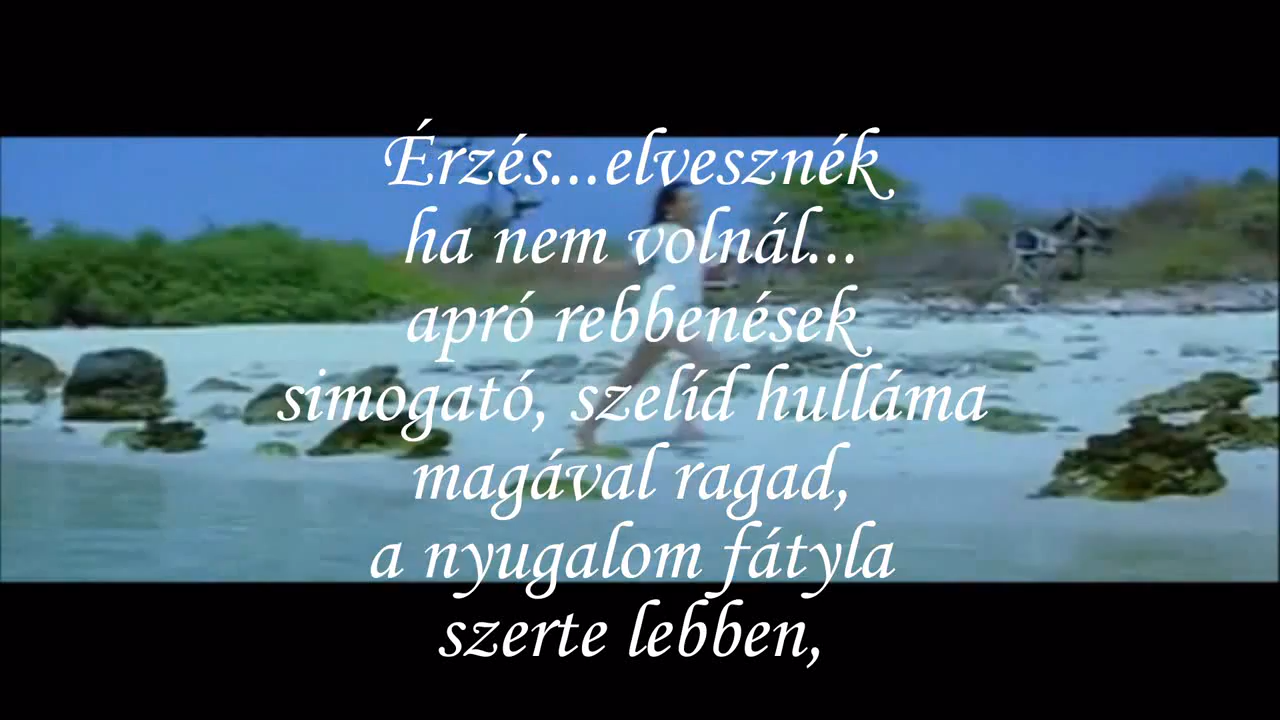 Érzés...elvesznék
ha nem volnál...
apró rebbenések
simogató, szelíd hulláma
magával ragad,
a nyugalom fátyla
szerte lebben,